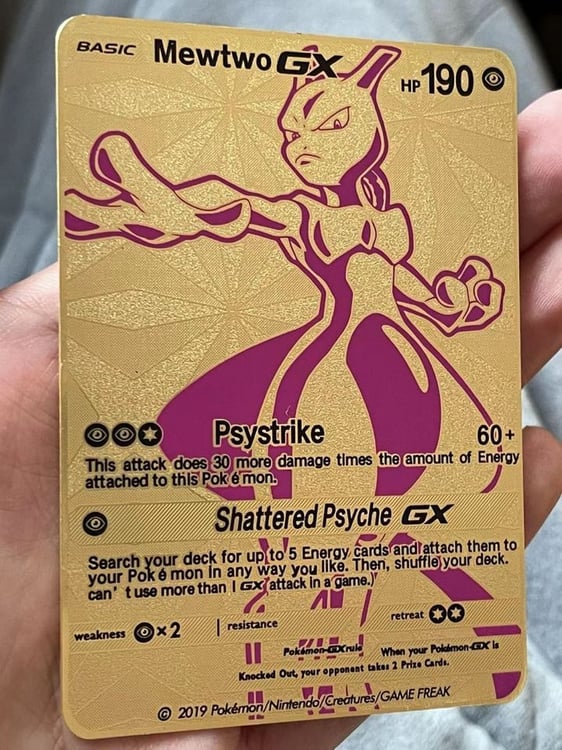 BASIC Mewtwo GX HP 190
Psystrike 60+
This attack does 30 more damage times the amount of Energy
attached to this Pok é mon.
Shattered Psyche GX
Search your deck for up to 5 Energy cards and attach them to
your Pok é mon in any way you like. Then, shuffle your deck.
can' t use more than 1 GX attack in a game.)
weakness ×2 resistance retreat
Pokémon-GX rule When your Pokémon-GX is
Knocked Out, your opponent takes 2 Prize Cards.
© 2019 Pokémon/Nintendo/Creatures/GAME FREAK